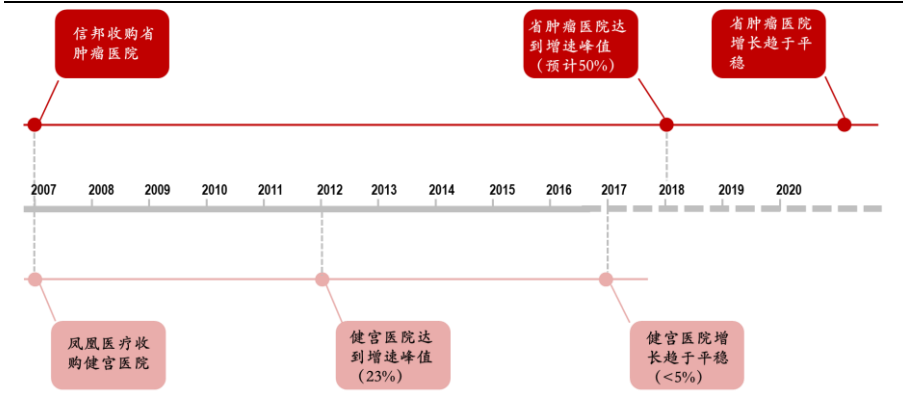 信邦收购省
肿瘤医院
省肿瘤医院达
到增速峰值
（预计50%）
省肿瘤医院
增长趋于平
稳
2007 2008 2009 2010 2011 2012 2013 2014 2015 2016 2017 2018 2019 2020
凤凰医疗收
购健宫医院
健宫医院达
到增速峰值
（23%）
健宫医院增
长趋于平稳
（<5%）